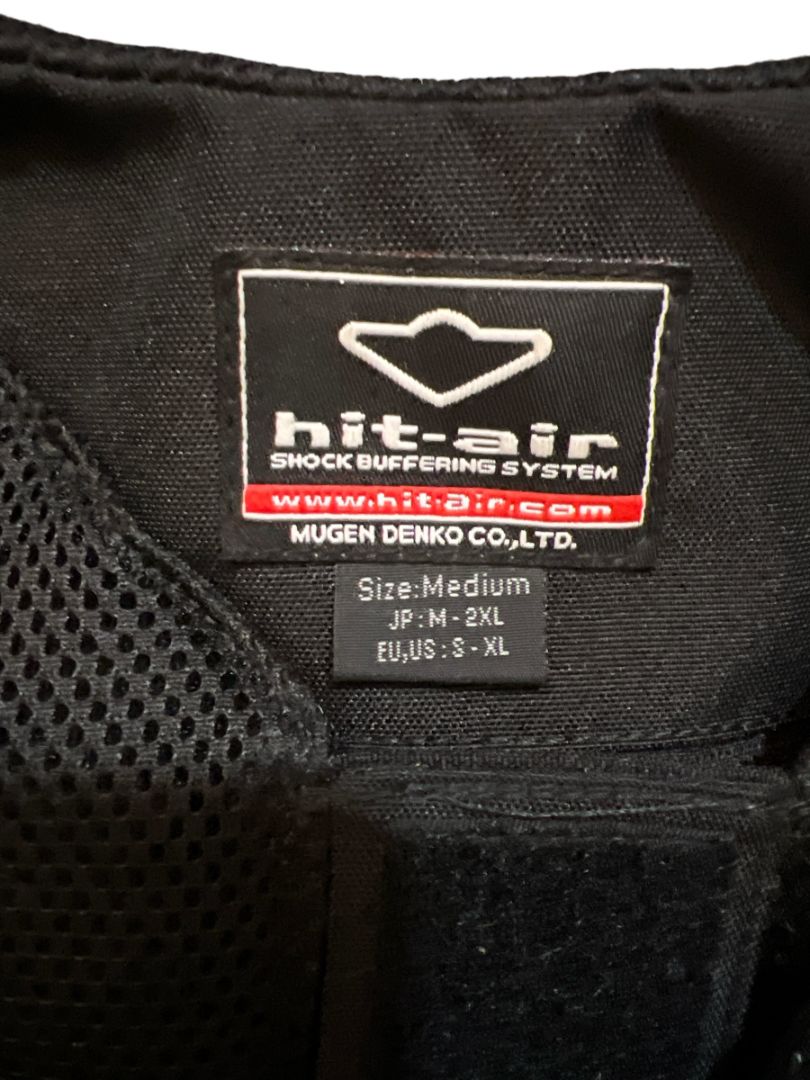 hit-air
SHOCK BUFFERING SYSTEM
www.hit-air.com
MUGEN DENKO CO.,LTD.
Size:Medium
JP:M-2XL
EU,US:S-XL